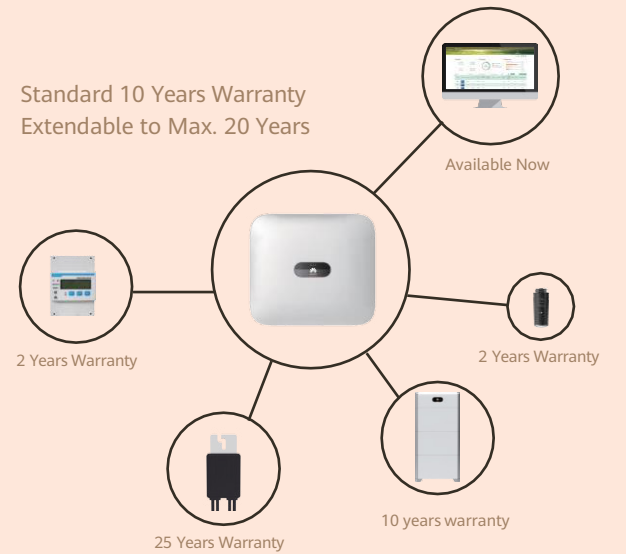 Standard 10 Years Warranty
Extendable to Max. 20 Years
Available Now
2 Years Warranty
2 Years Warranty
10 years warranty
25 Years Warranty